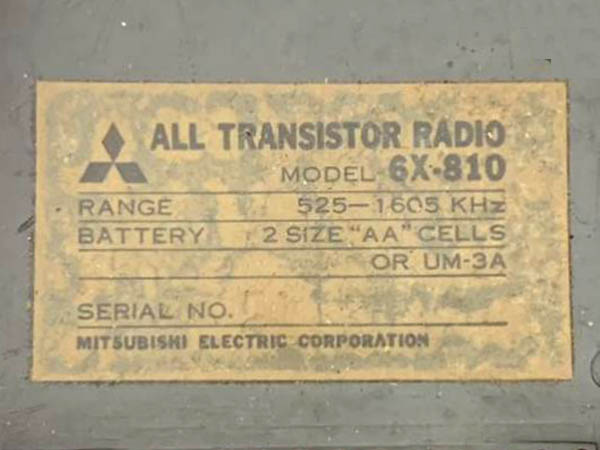 ALL TRANSISTOR RADIO
MODEL 6X-810
RANGE 525-1605 KHz
BATTERY 2 SIZE "AA" CELLS
OR UM-3A
SERIAL NO.
MITSUBISHI ELECTRIC CORPORATION